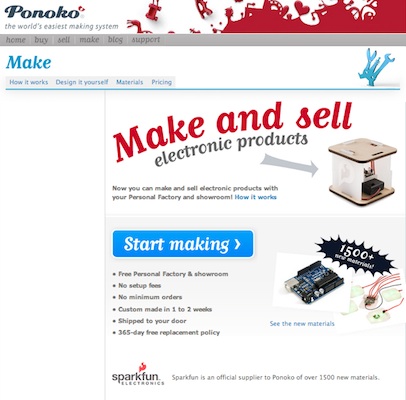 Ponoko
the world's easiest making system
home buy sell make blog support
Make
How it works Design it yourself Materials Pricing
Make and sell
electronic products
Now you can make and sell electronic products with
your Personal Factory and showroom! How it works
Start making ›
1500+
new materials!
• Free Personal Factory & showroom
• No setup fees
• No minimum orders
• Custom made in 1 to 2 weeks
• Shipped to your door
• 365-day free replacement policy
See the new materials
sparkfun
ELECTRONICS
Sparkfun is an official supplier to Ponoko of over 1500 new materials.